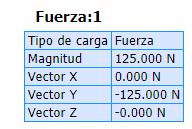 Fuerza:1
Tipo de carga Fuerza
Magnitud 125.000 N
Vector X 0.000 N
Vector Y -125.000 N
Vector Z -0.000 N